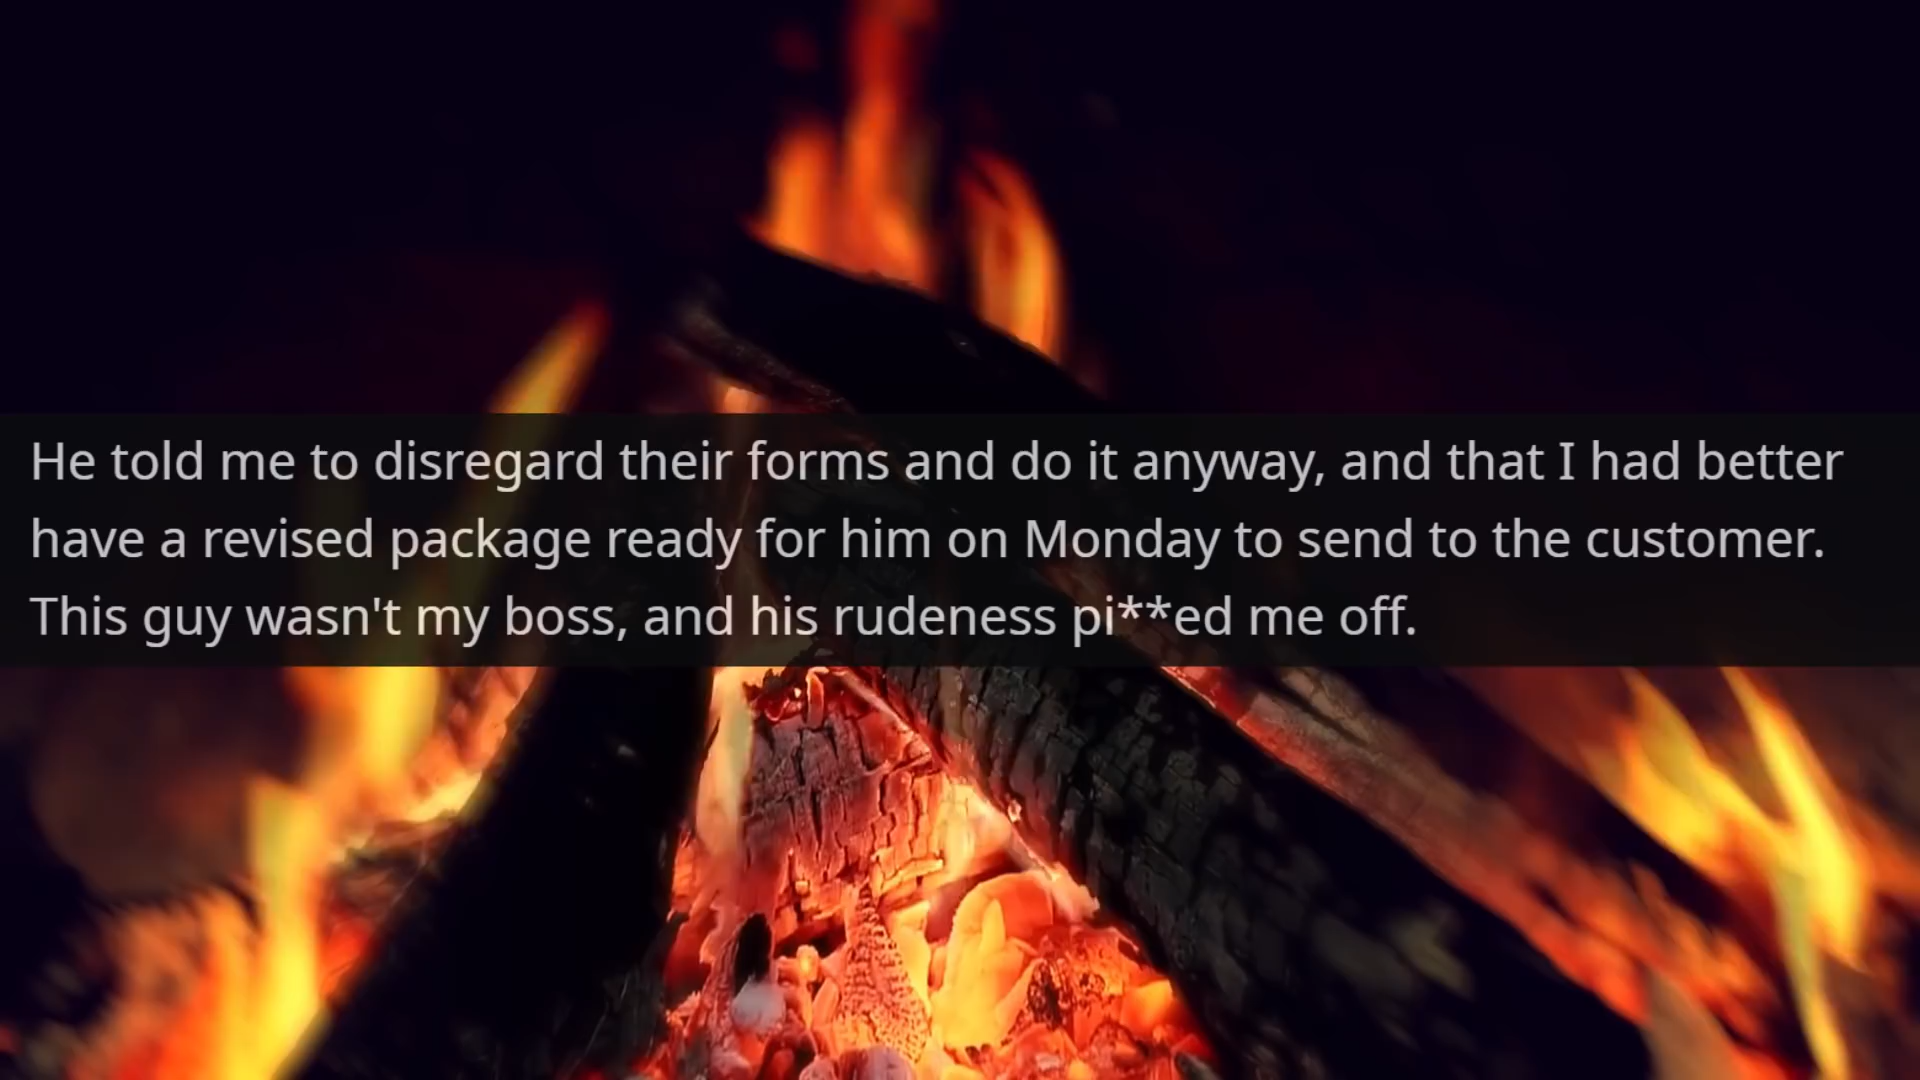 He told me to disregard their forms and do it anyway, and that I had better
have a revised package ready for him on Monday to send to the customer.
This guy wasn't my boss, and his rudeness pi**ed me off.